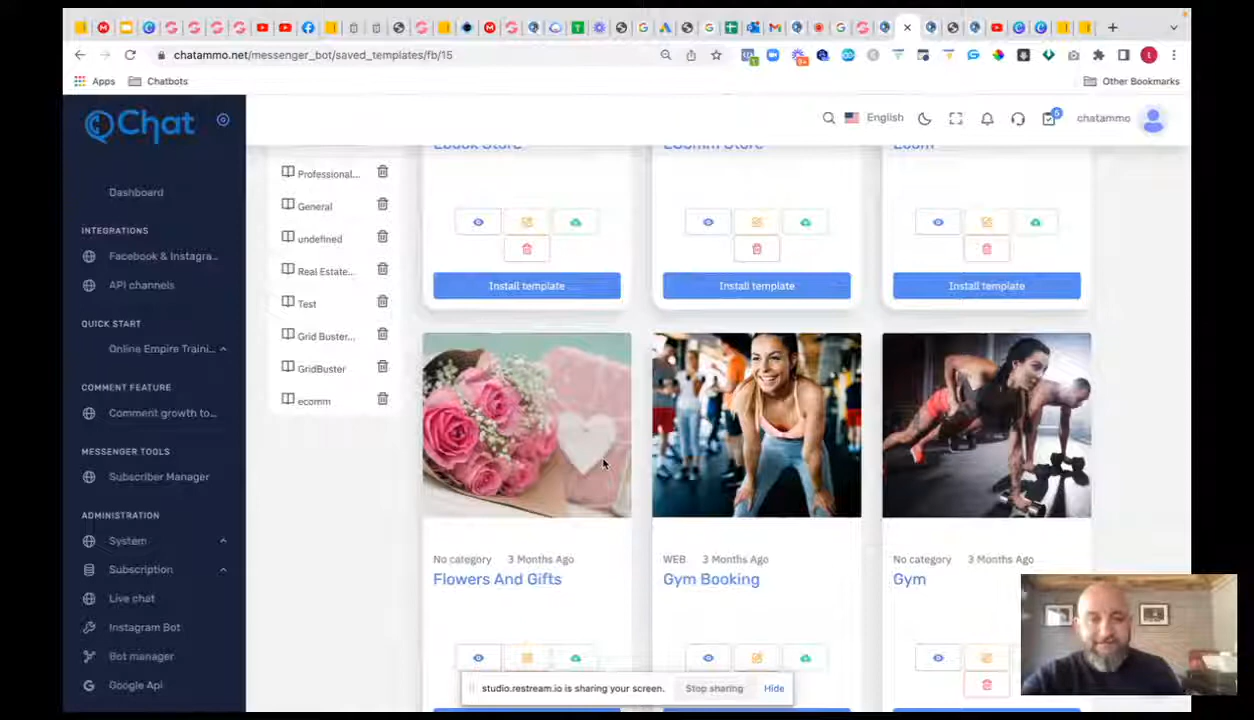 chatammo.net/messenger_bot/saved_templates/fb/15
Apps
Chatbots
Other Bookmarks
Chat
English
chatammo
Dashboard
INTEGRATIONS
Facebook & Instagra...
API channels
QUICK START
Online Empire Traini...
COMMENT FEATURE
Comment growth to...
MESSENGER TOOLS
Subscriber Manager
ADMINISTRATION
System
Subscription
Live chat
Instagram Bot
Bot manager
Google Api
Professional...
General
undefined
Real Estate...
Test
Grid Buster...
GridBuster
ecomm
Install template
Install template
Install template
No category 3 Months Ago
Flowers And Gifts
WEB 3 Months Ago
Gym Booking
No category 3 Months Ago
Gym
studio.restream.io is sharing your screen.
Stop sharing
Hide